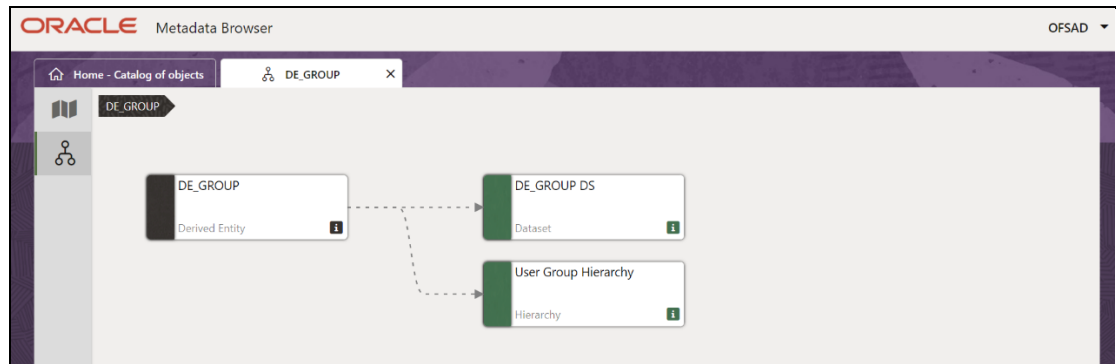 ORACLE Metadata Browser OFSAD
Home - Catalog of objects DE_GROUP X
DE_GROUP
DE_GROUP DE_GROUP DS
Derived Entity i Dataset i
User Group Hierarchy
Hierarchy i